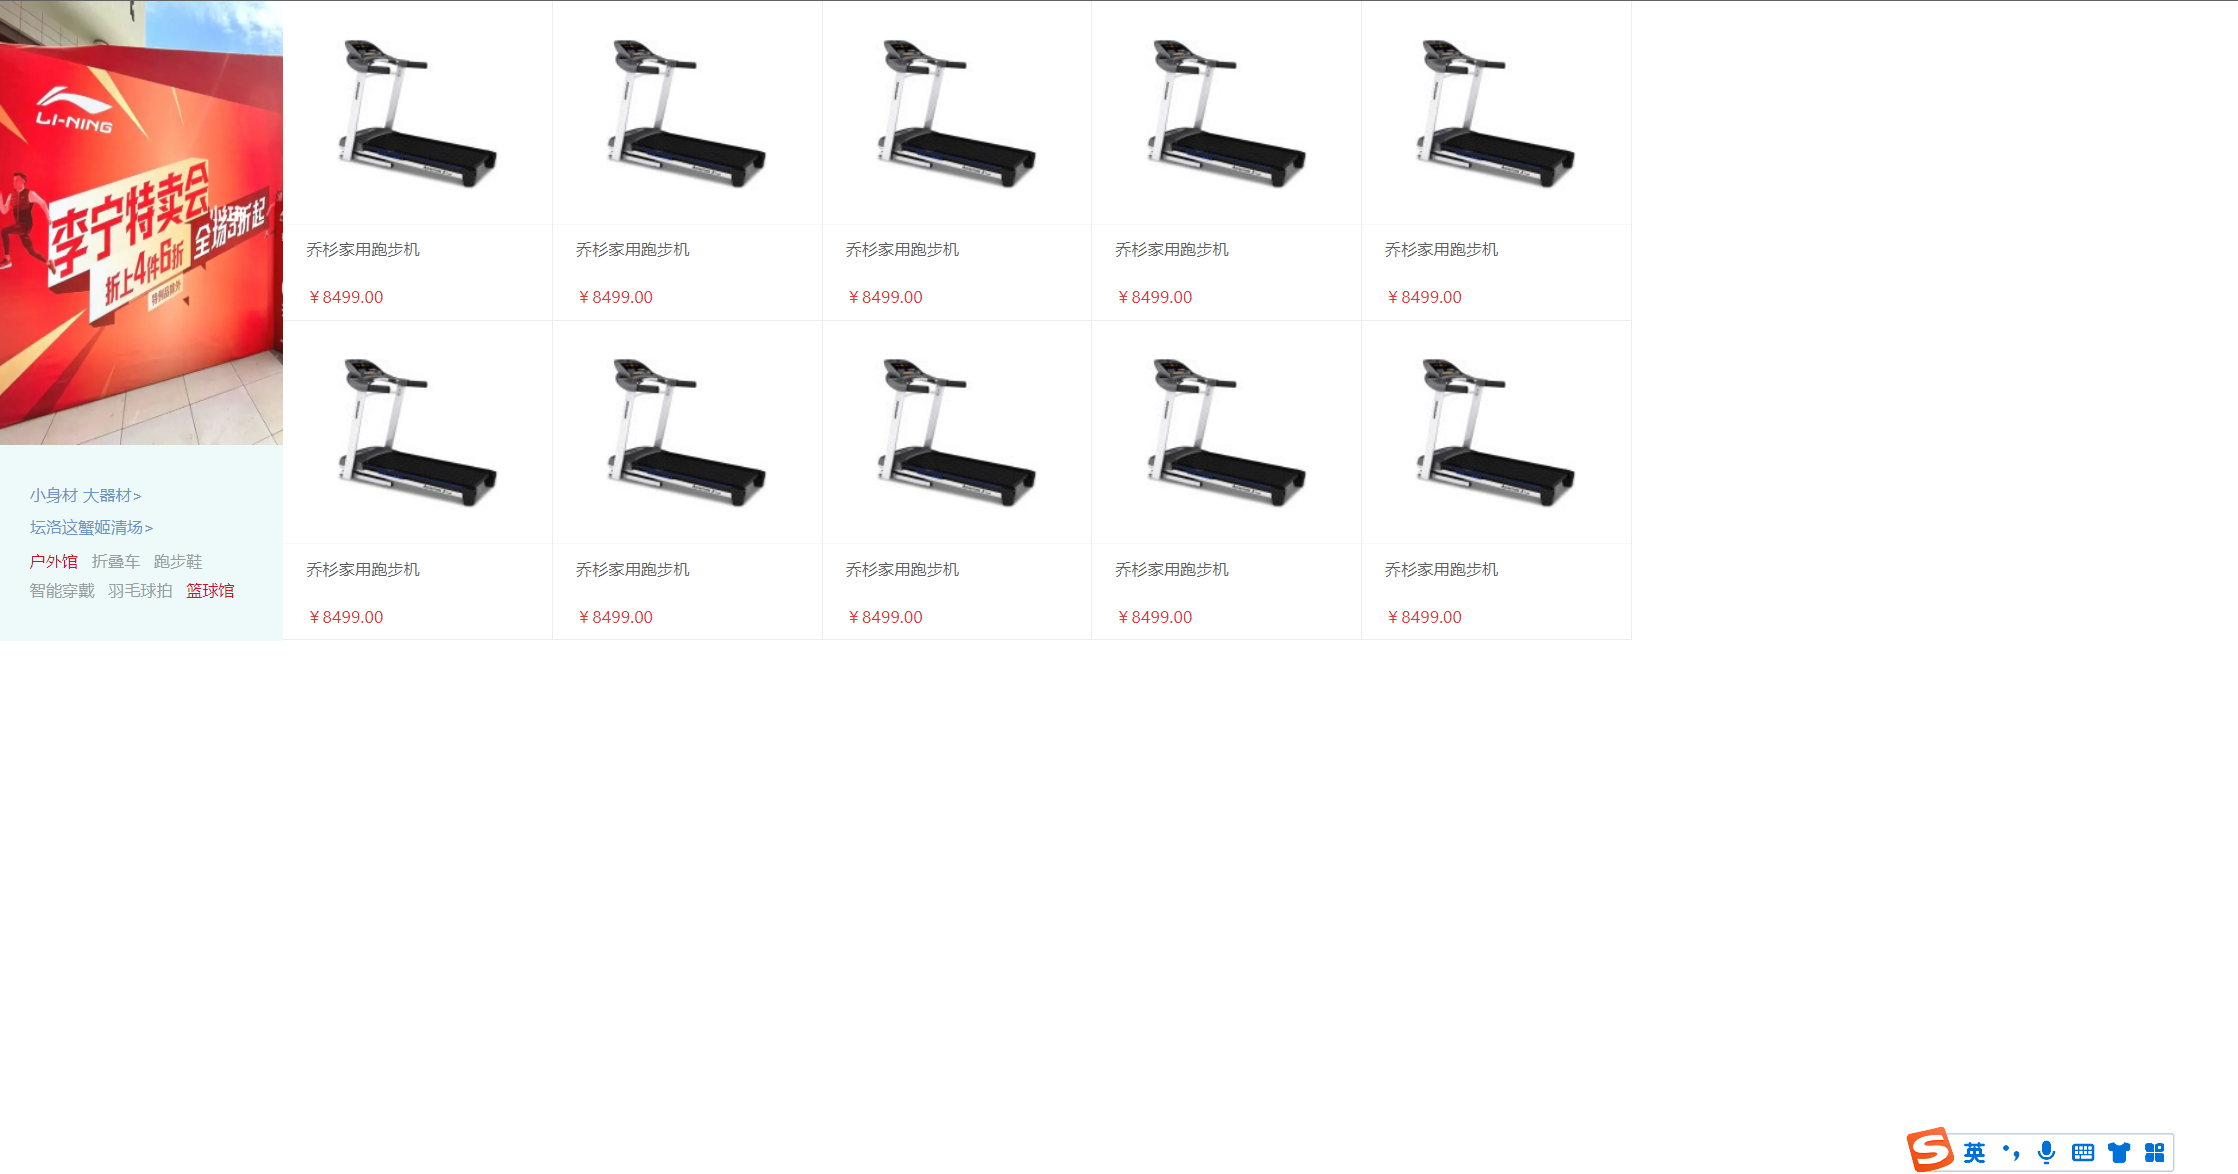 LI-NING
李宁特卖会
全场5折起
折上4件6折
特例品除外
小身材 大器材>
坛洛这蟹姬清场>
户外馆 折叠车 跑步鞋
智能穿戴 羽毛球拍 篮球馆
乔杉家用跑步机 乔杉家用跑步机 乔杉家用跑步机 乔杉家用跑步机 乔杉家用跑步机
￥8499.00 ￥8499.00 ￥8499.00 ￥8499.00 ￥8499.00
乔杉家用跑步机 乔杉家用跑步机 乔杉家用跑步机 乔杉家用跑步机 乔杉家用跑步机
￥8499.00 ￥8499.00 ￥8499.00 ￥8499.00 ￥8499.00
英